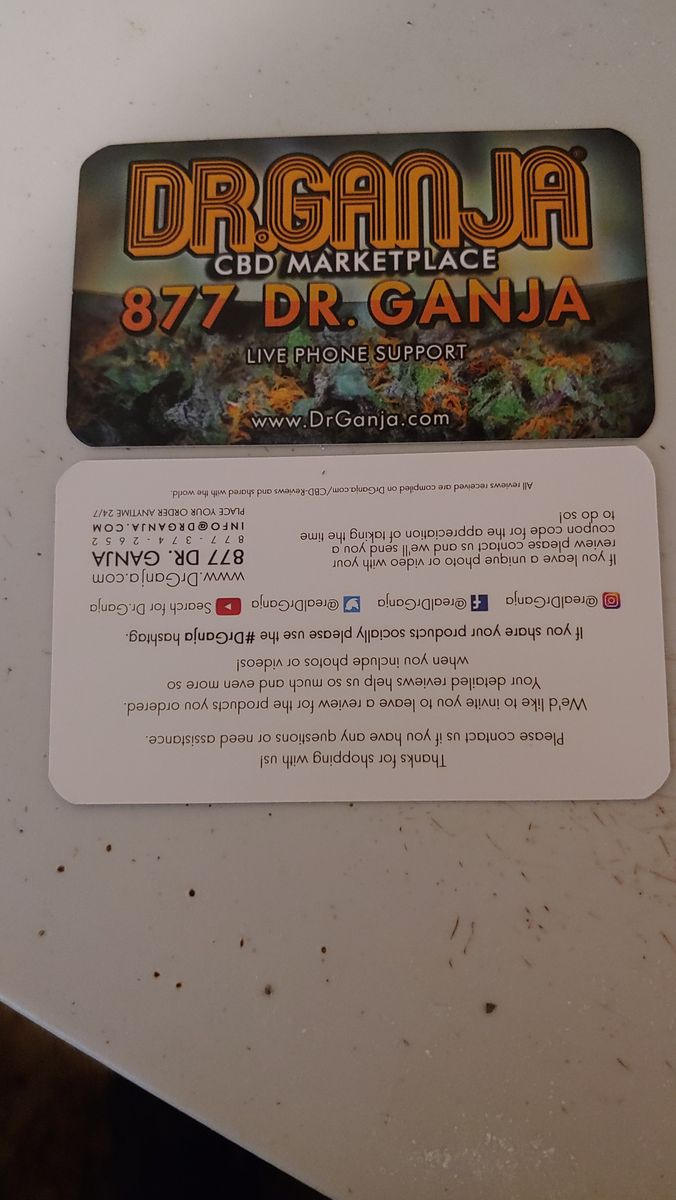 DR.GANJA®
CBD MARKETPLACE
877 DR. GANJA
LIVE PHONE SUPPORT
www.DrGanja.com
Thanks for shopping with us!
Please contact us if you have any questions or need assistance.
We'd like to invite you to leave a review for the products you ordered.
Your detailed reviews help us so much and even more so
when you include photos or videos!
If you share your products socially please use the #DrGanja hashtag.
@realDrGanja @realDrGanja @realDrGanja Search for Dr.Ganja
If you leave a unique photo or video with your
review please contact us and we'll send you a
coupon code for the appreciation of taking the time
to do so!
www.DrGanja.com
877 DR. GANJA
877-374-2652
INFO@DRGANJA.COM
PLACE YOUR ORDER ANYTIME 24/7
All reviews received are compiled on DrGanja.com/CBD-Reviews and shared with the world.